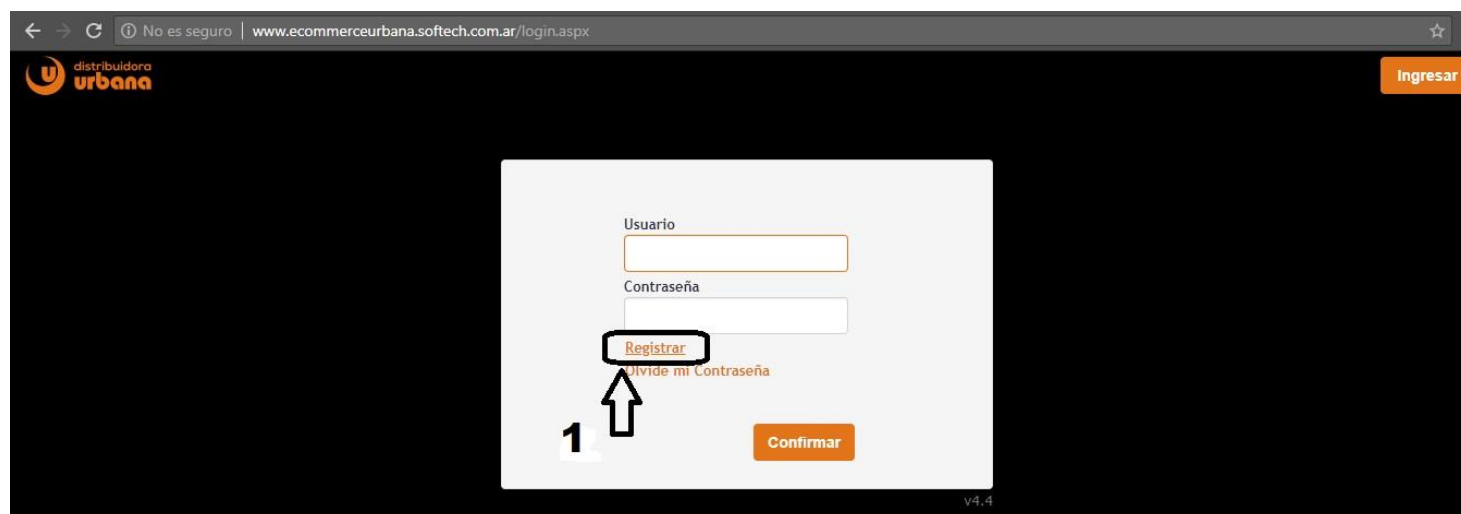 No es seguro | www.ecommerceurbana.softech.com.ar/login.aspx
distribuidora
urbana
Ingresar
Usuario
Contraseña
Registrar
Olvide mi Contraseña
1
Confirmar
v4.4